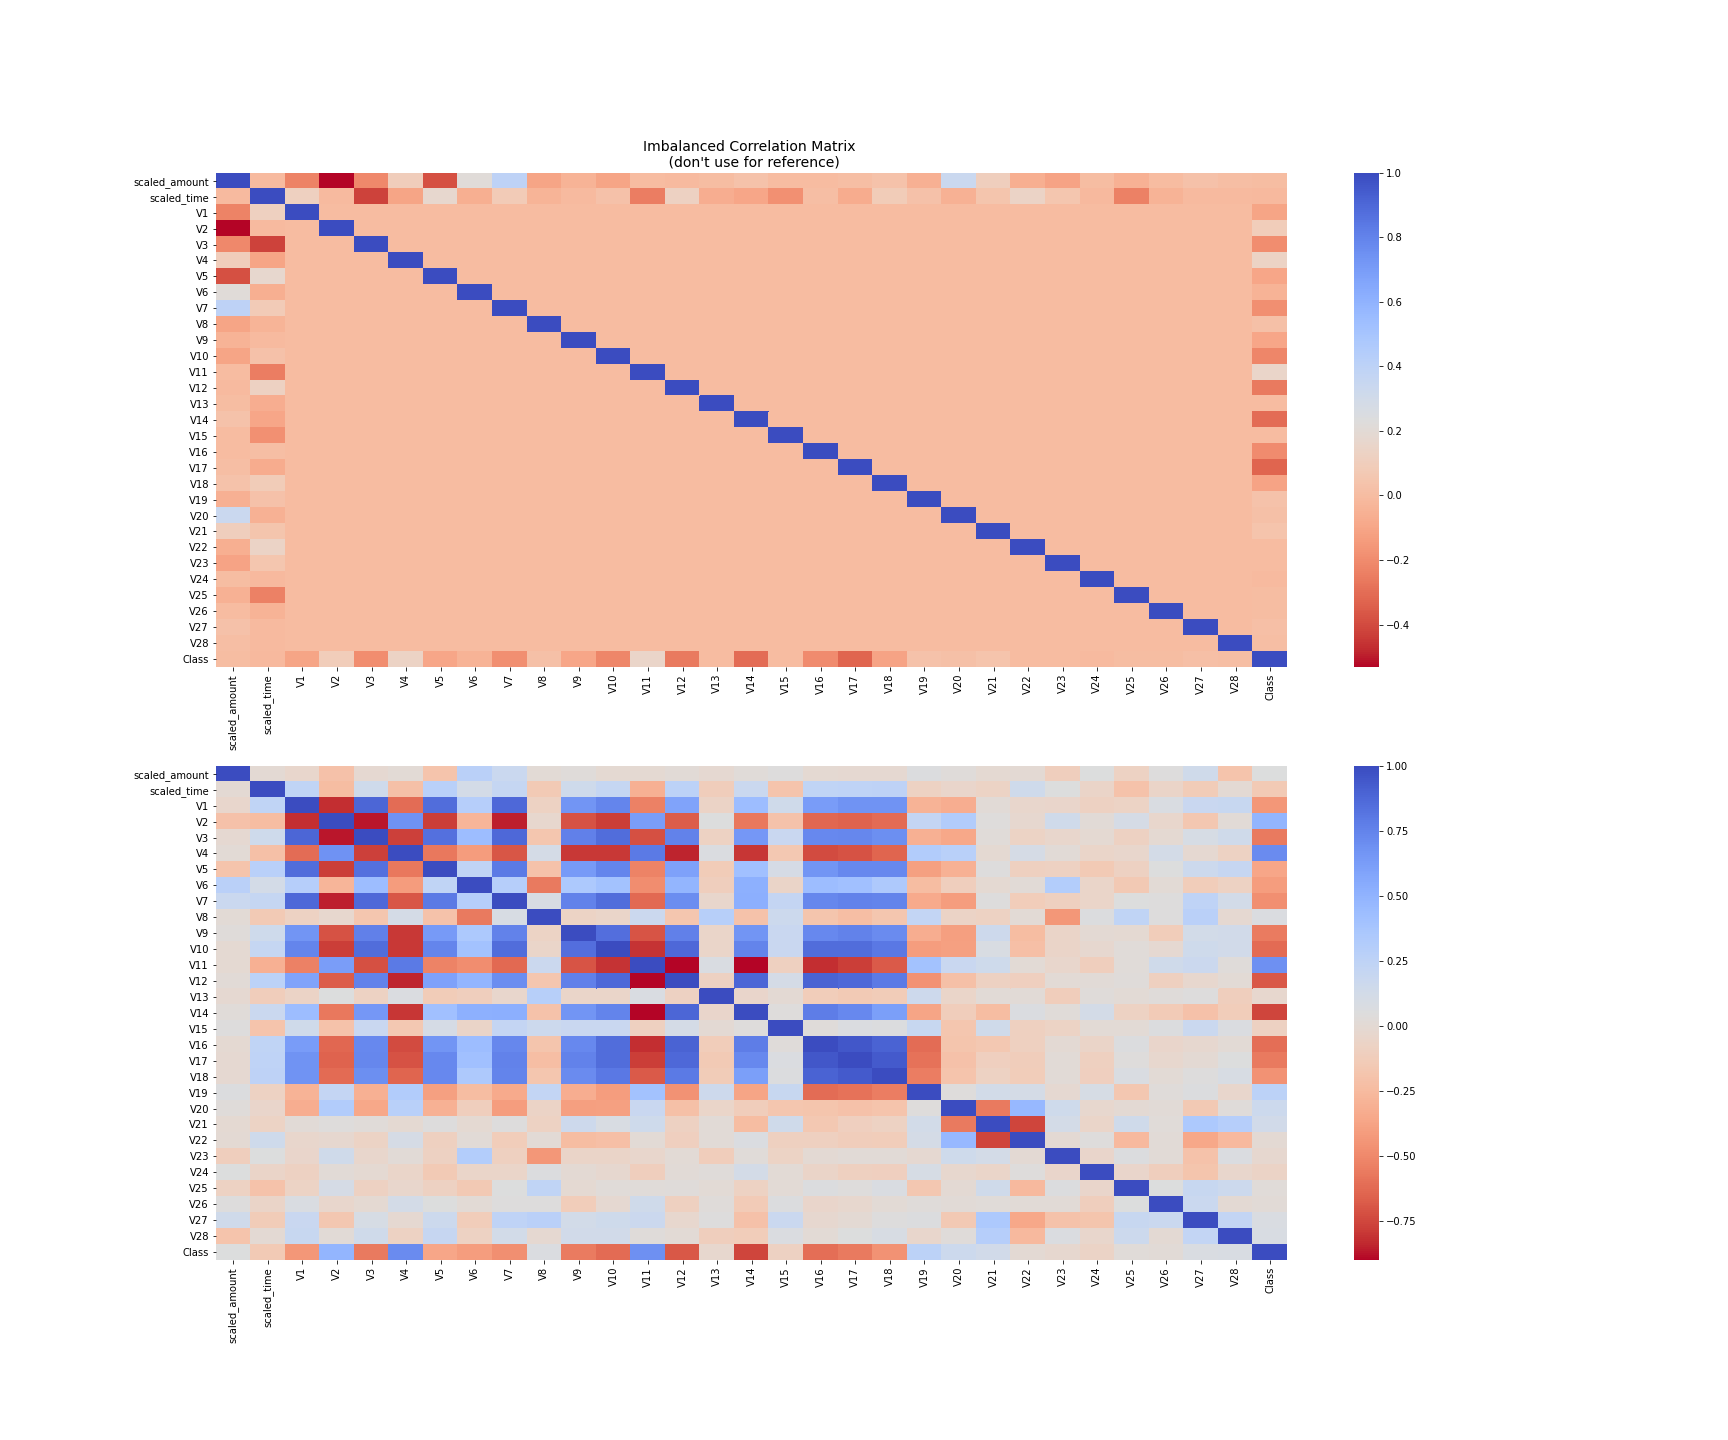 Imbalanced Correlation Matrix
(don't use for reference)
scaled_amount
scaled_time
V1
V2
V3
V4
V5
V6
V7
V8
V9
V10
V11
V12
V13
V14
V15
V16
V17
V18
V19
V20
V21
V22
V23
V24
V25
V26
V27
V28
Class
scaled_amount
scaled_time
V1
V2
V3
V4
V5
V6
V7
V8
V9
V10
V11
V12
V13
V14
V15
V16
V17
V18
V19
V20
V21
V22
V23
V24
V25
V26
V27
V28
Class
1.0
0.8
0.6
0.4
0.2
0.0
−0.2
−0.4
scaled_amount
scaled_time
V1
V2
V3
V4
V5
V6
V7
V8
V9
V10
V11
V12
V13
V14
V15
V16
V17
V18
V19
V20
V21
V22
V23
V24
V25
V26
V27
V28
Class
scaled_amount
scaled_time
V1
V2
V3
V4
V5
V6
V7
V8
V9
V10
V11
V12
V13
V14
V15
V16
V17
V18
V19
V20
V21
V22
V23
V24
V25
V26
V27
V28
Class
1.00
0.75
0.50
0.25
0.00
−0.25
−0.50
−0.75